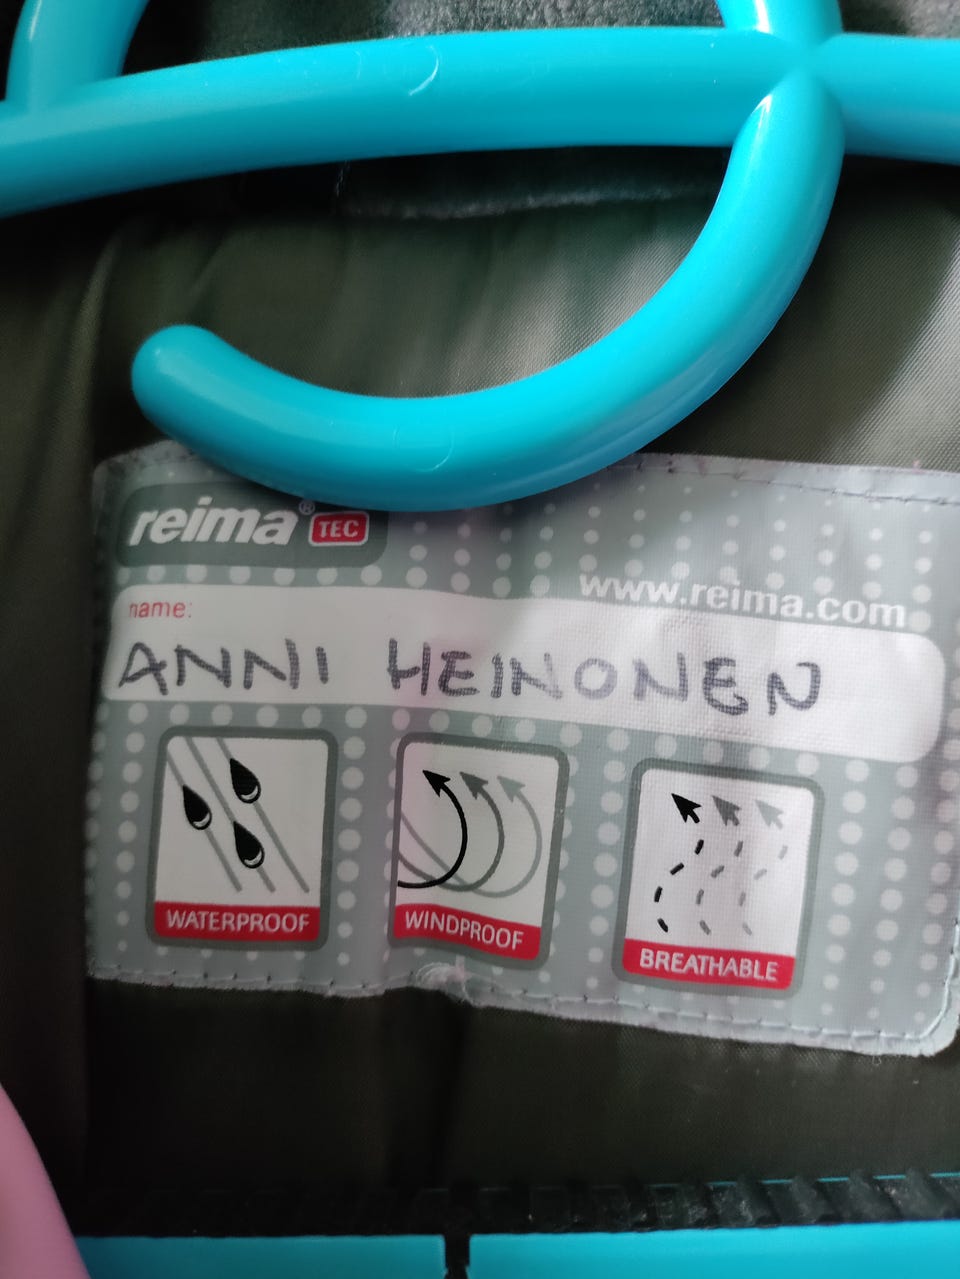 reima® TEC
www.reima.com
name:
ANNI HEINONEN
WATERPROOF
WINDPROOF
BREATHABLE